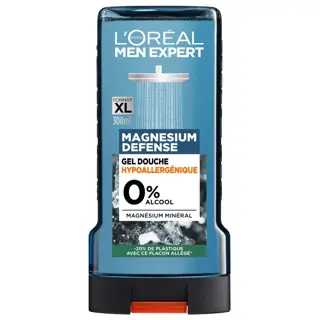 L'ORÉAL
MEN EXPERT
FORMAT
XL
300ml
MAGNESIUM
DEFENSE
GEL DOUCHE
HYPOALLERGÉNIQUE
0%
ALCOOL
MAGNÉSIUM MINÉRAL
-20% DE PLASTIQUE
AVEC CE FLACON ALLÉGÉ*